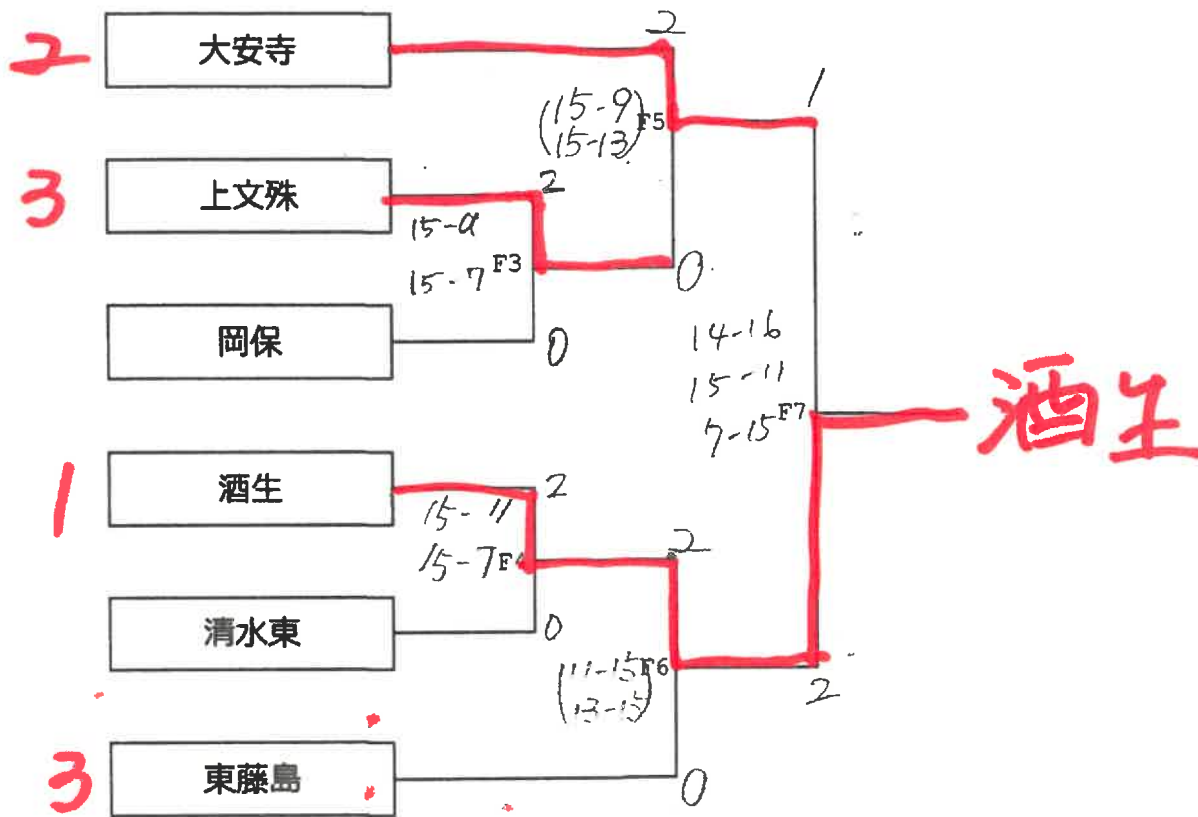 2 大安寺 2
(15-9
15-13) F5 1
3 上文殊 2
15-9
15-7 F3 0
岡保 0
14-16
15-11
7-15 F7 酒生
1 酒生 2
15-11
15-7 F 2
清水東 0
(11-15 F6
13-15) 2
3 東藤島 0